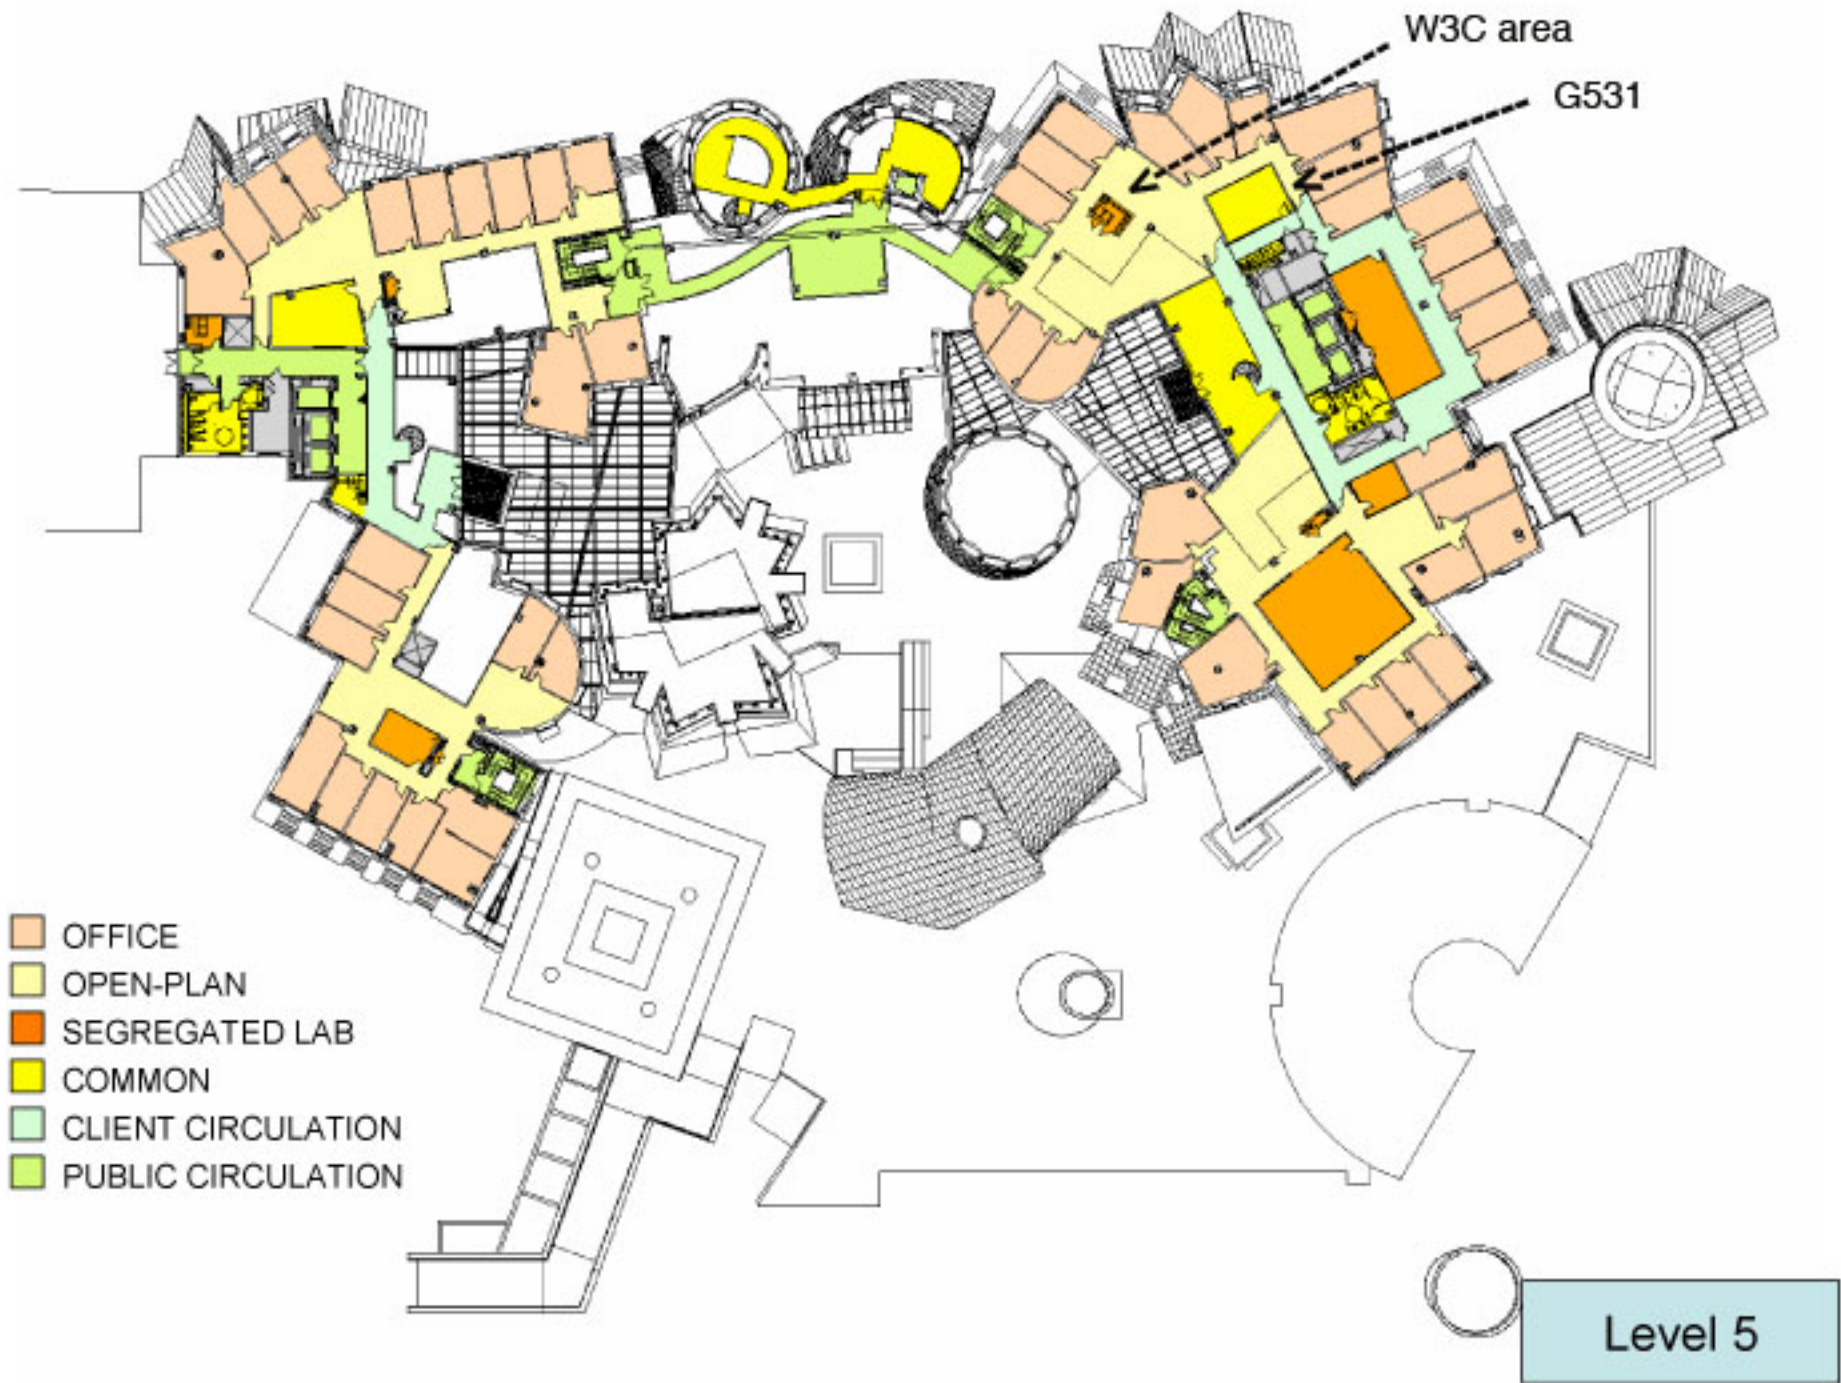 W3C area
G531
OFFICE
OPEN-PLAN
SEGREGATED LAB
COMMON
CLIENT CIRCULATION
PUBLIC CIRCULATION
Level 5